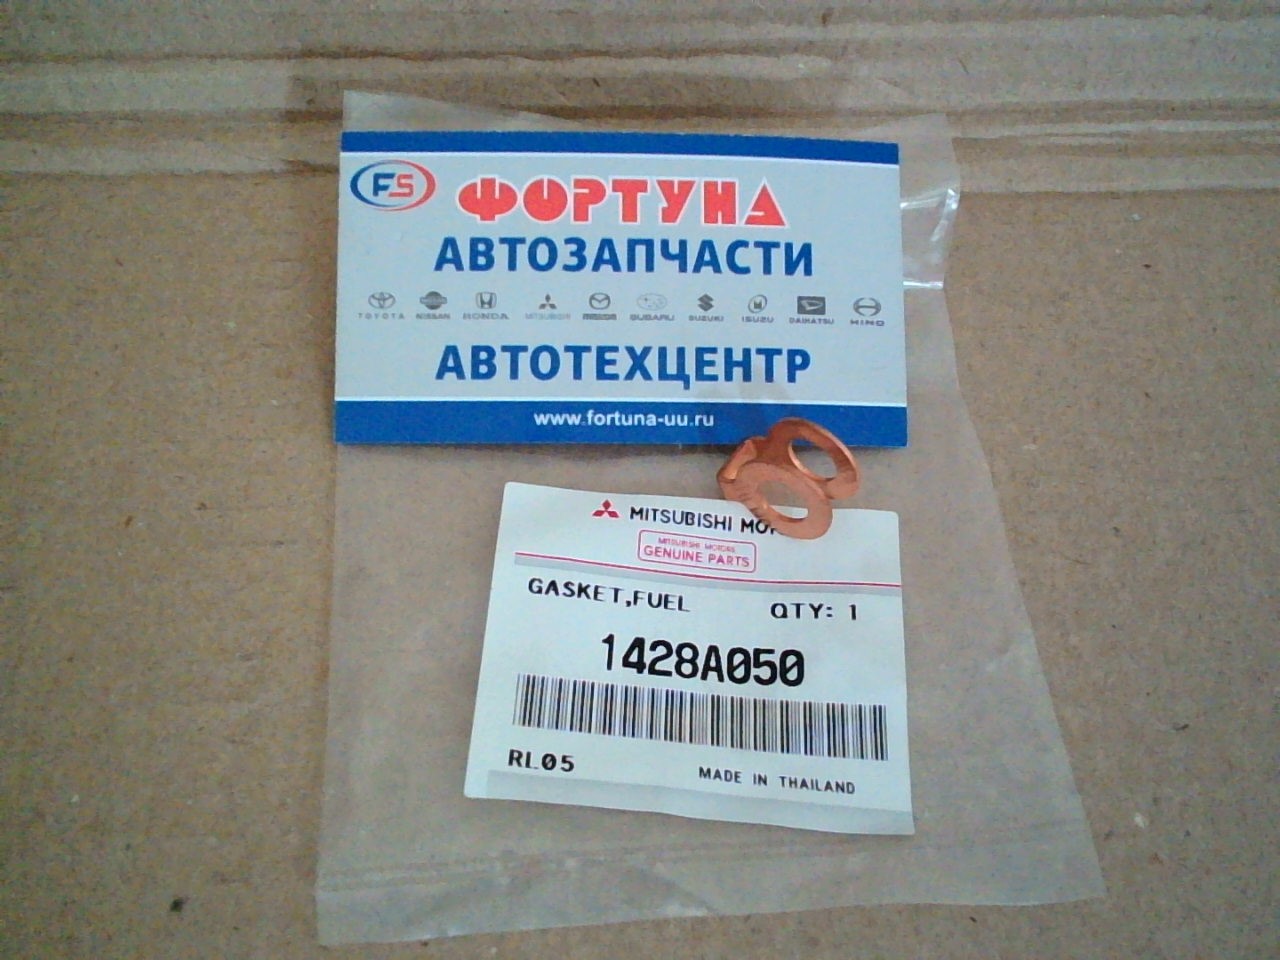 FS
ФОРТУНА
АВТОЗАПЧАСТИ
TOYOTA NISSAN HONDA MITSUBISHI MAZDA SUBARU SUZUKI ISUZU DAIHATSU HINO
АВТОТЕХЦЕНТР
www.fortuna-uu.ru
MITSUBISHI MO
MITSUBISHI MOTORS
GENUINE PARTS
GASKET,FUEL QTY: 1
1428A050
RL05 MADE IN THAILAND